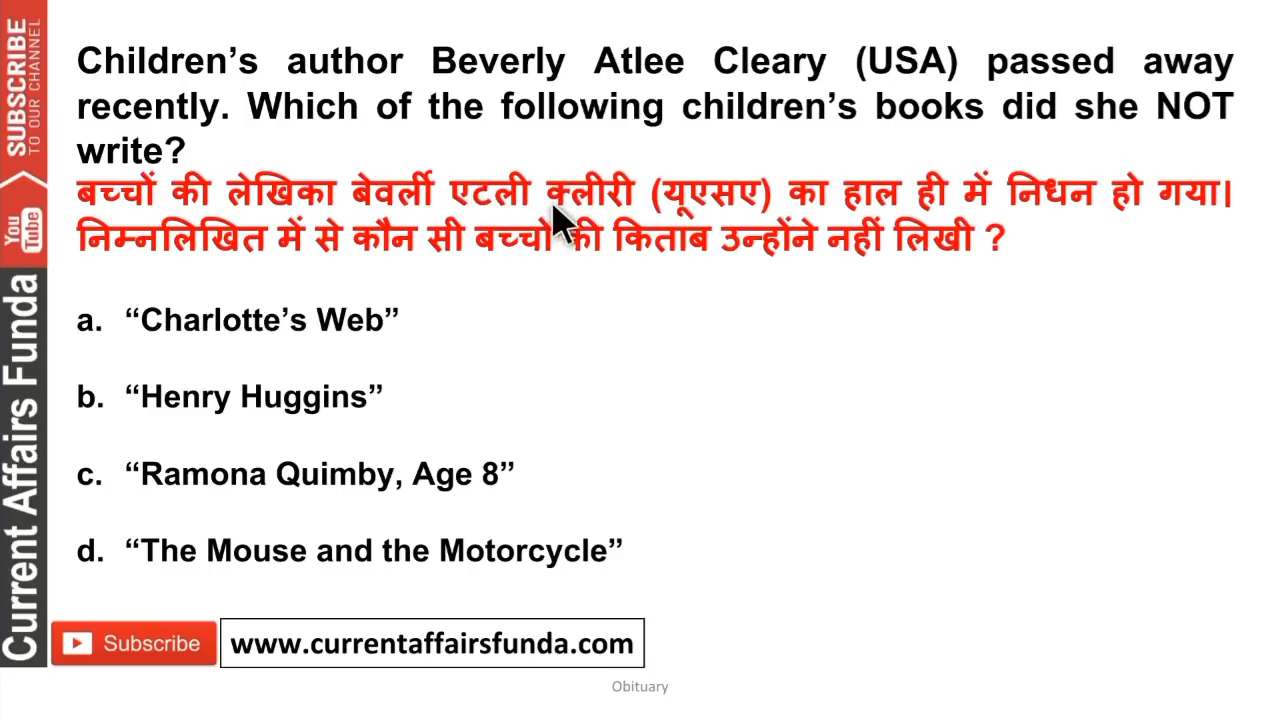 Children’s author Beverly Atlee Cleary (USA) passed away
recently. Which of the following children’s books did she NOT
write?
बच्चों की लेखिका बेवर्ली एटली क्लीरी (यूएसए) का हाल ही में निधन हो गया।
निम्नलिखित में से कौन सी बच्चों की किताब उन्होंने नहीं लिखी ?
a. “Charlotte’s Web”
b. “Henry Huggins”
c. “Ramona Quimby, Age 8”
d. “The Mouse and the Motorcycle”
SUBSCRIBE
TO OUR CHANNEL
You
Tube
Current Affairs Funda
Subscribe
www.currentaffairsfunda.com
Obituary